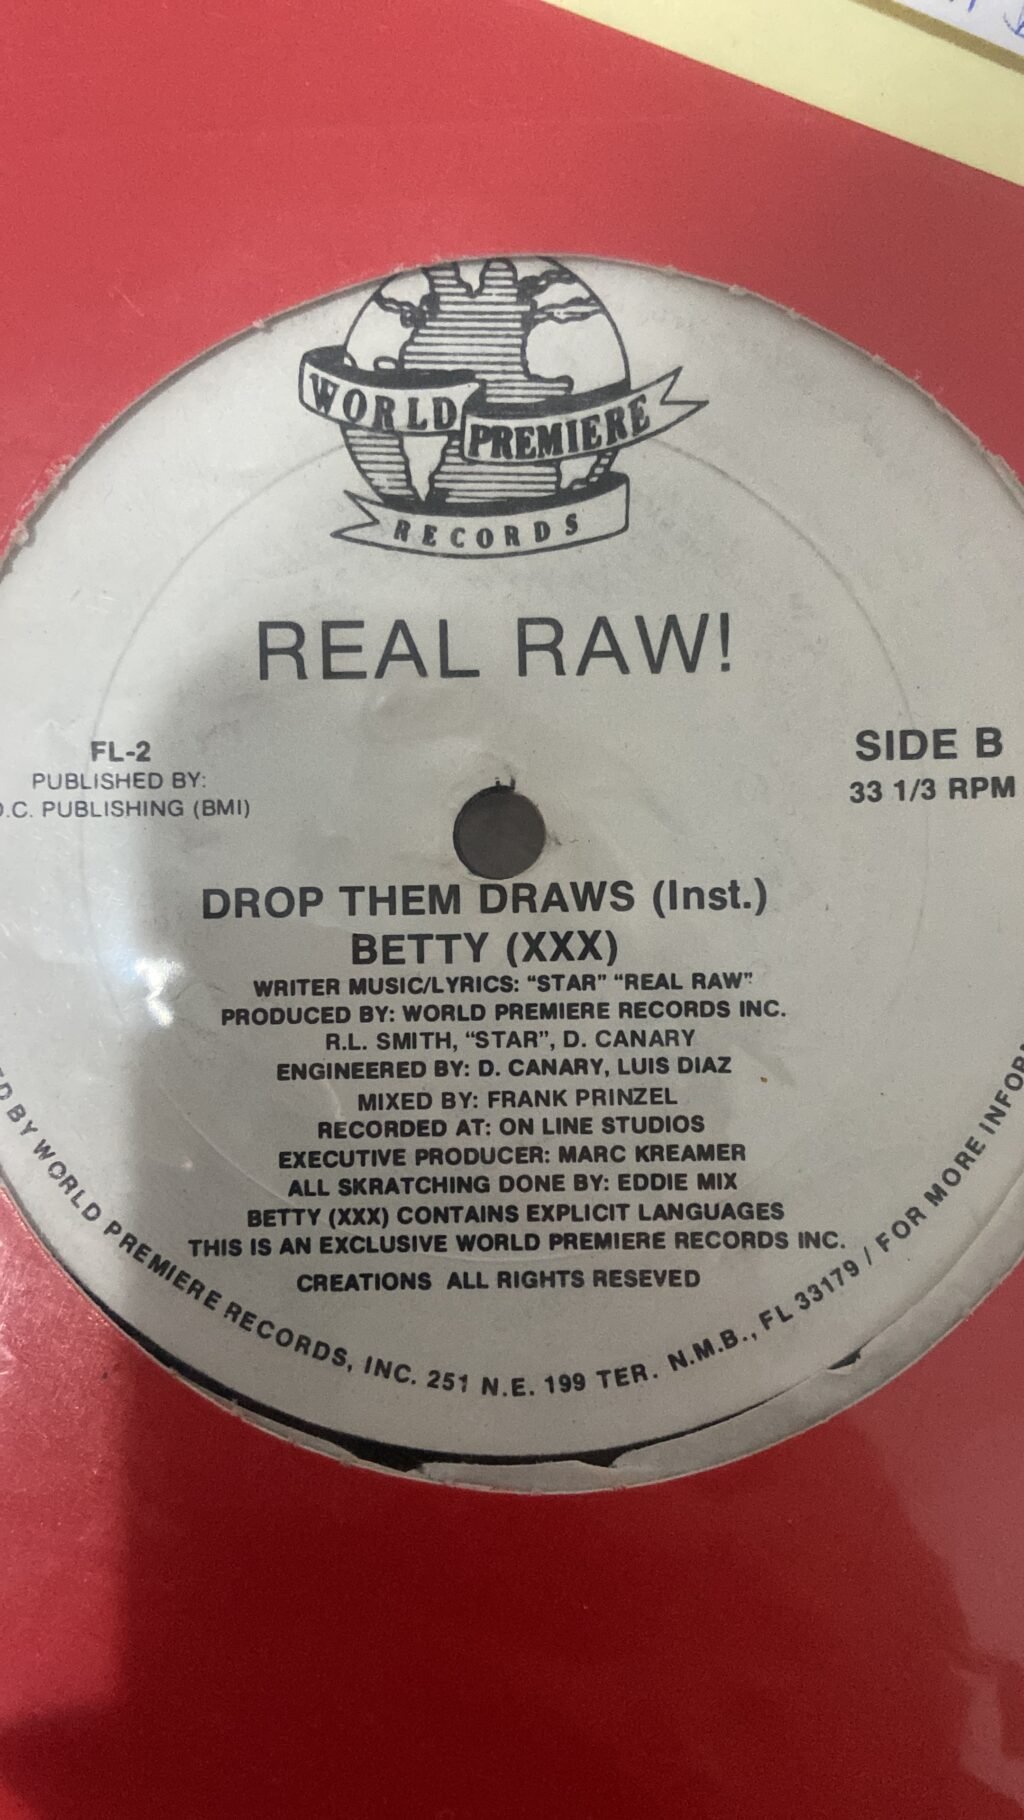 WORLD PREMIERE
RECORDS
REAL RAW!
FL-2
PUBLISHED BY:
.C. PUBLISHING (BMI)
SIDE B
33 1/3 RPM
DROP THEM DRAWS (Inst.)
BETTY (XXX)
WRITER MUSIC/LYRICS: “STAR” “REAL RAW”
PRODUCED BY: WORLD PREMIERE RECORDS INC.
R.L. SMITH, “STAR”, D. CANARY
ENGINEERED BY: D. CANARY, LUIS DIAZ
MIXED BY: FRANK PRINZEL
RECORDED AT: ON LINE STUDIOS
EXECUTIVE PRODUCER: MARC KREAMER
ALL SKRATCHING DONE BY: EDDIE MIX
BETTY (XXX) CONTAINS EXPLICIT LANGUAGES
THIS IS AN EXCLUSIVE WORLD PREMIERE RECORDS INC.
CREATIONS ALL RIGHTS RESEVED
BY WORLD PREMIERE RECORDS, INC. 251 N.E. 199 TER. N.M.B., FL 33179 / FOR MORE